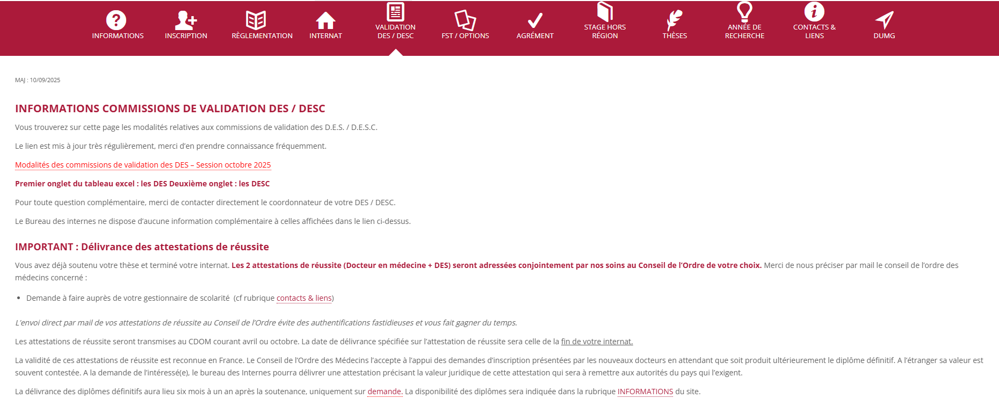 INFORMATIONS
INSCRIPTION
RÈGLEMENTATION
INTERNAT
VALIDATION
DES / DESC
FST / OPTIONS
AGRÉMENT
STAGE HORS
RÉGION
THÈSES
ANNÉE DE
RECHERCHE
CONTACTS &
LIENS
DUMG
MAJ : 10/09/2025
INFORMATIONS COMMISSIONS DE VALIDATION DES / DESC
Vous trouverez sur cette page les modalités relatives aux commissions de validation des D.E.S. / D.E.S.C.
Le lien est mis à jour très régulièrement, merci d’en prendre connaissance fréquemment.
Modalités des commissions de validation des DES – Session octobre 2025
Premier onglet du tableau excel : les DES Deuxième onglet : les DESC
Pour toute question complémentaire, merci de contacter directement le coordonnateur de votre DES / DESC.
Le Bureau des internes ne dispose d’aucune information complémentaire à celles affichées dans le lien ci-dessus.
IMPORTANT : Délivrance des attestations de réussite
Vous avez déjà soutenu votre thèse et terminé votre internat. Les 2 attestations de réussite (Docteur en médecine + DES) seront adressées conjointement par nos soins au Conseil de l’Ordre de votre choix. Merci de nous préciser par mail le conseil de l’ordre des
médecins concerné :
• Demande à faire auprès de votre gestionnaire de scolarité (cf rubrique contacts & liens)
L’envoi direct par mail de vos attestations de réussite au Conseil de l’Ordre évite des authentifications fastidieuses et vous fait gagner du temps.
Les attestations de réussite seront transmises au CDOM courant avril ou octobre. La date de délivrance spécifiée sur l’attestation de réussite sera celle de la fin de votre internat.
La validité de ces attestations de réussite est reconnue en France. Le Conseil de l’Ordre des Médecins l’accepte à l’appui des demandes d’inscription présentées par les nouveaux docteurs en attendant que soit produit ultérieurement le diplôme définitif. A l’étranger sa valeur est
souvent contestée. A la demande de l’intéressé(e), le bureau des Internes pourra délivrer une attestation précisant la valeur juridique de cette attestation qui sera à remettre aux autorités du pays qui l’exigent.
La délivrance des diplômes définitifs aura lieu six mois à un an après la soutenance, uniquement sur demande. La disponibilité des diplômes sera indiquée dans la rubrique INFORMATIONS du site.